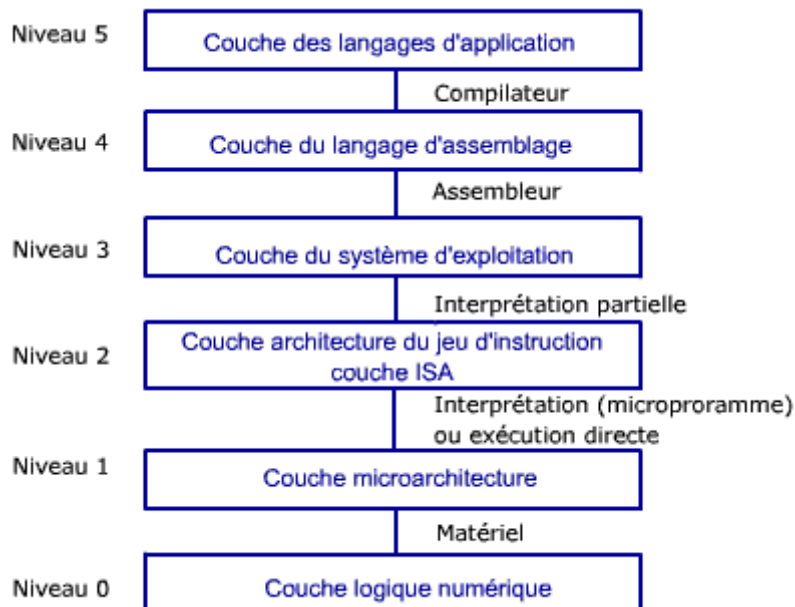 Niveau 5
Couche des langages d'application
Compilateur
Niveau 4
Couche du langage d'assemblage
Assembleur
Niveau 3
Couche du système d'exploitation
Interprétation partielle
Niveau 2
Couche architecture du jeu d'instruction
couche ISA
Interprétation (microproramme)
ou exécution directe
Niveau 1
Couche microarchitecture
Matériel
Niveau 0
Couche logique numérique